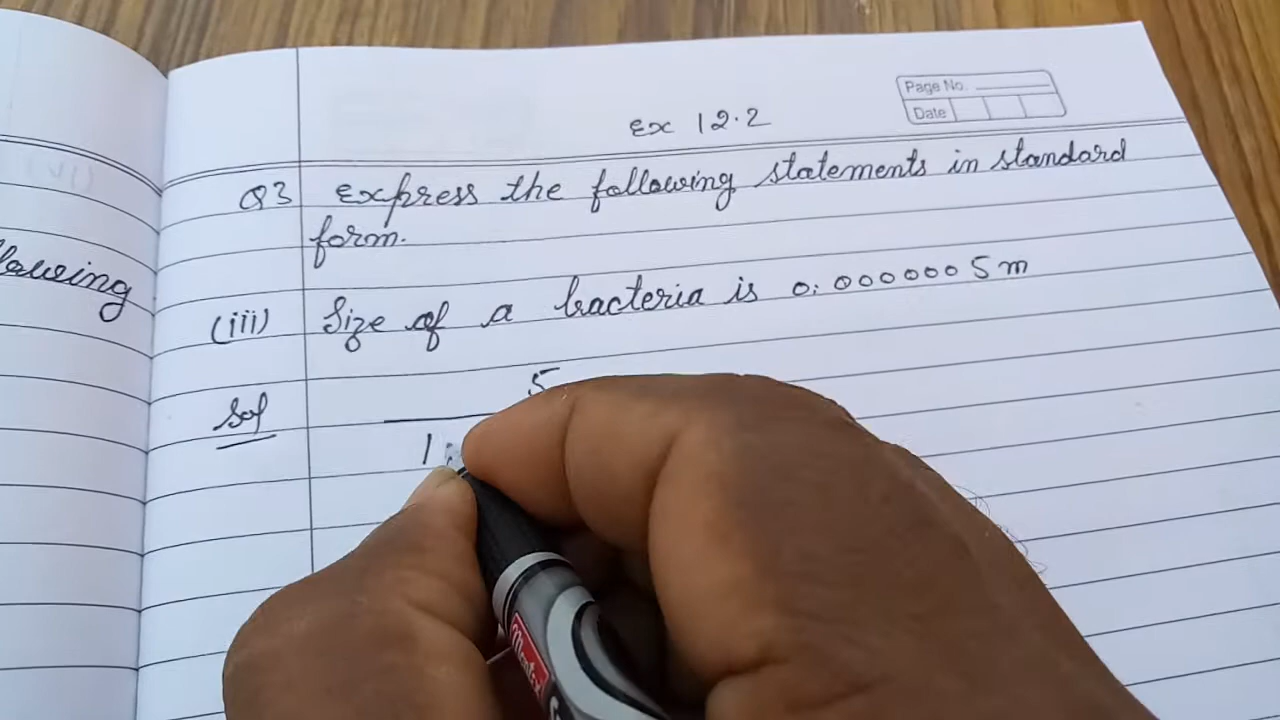 Page No.
Date
Ex 12.2
Q3 Express the following statements in standard
form.
(iii) Size of a bacteria is 0.0000005 m
Sol 5
1